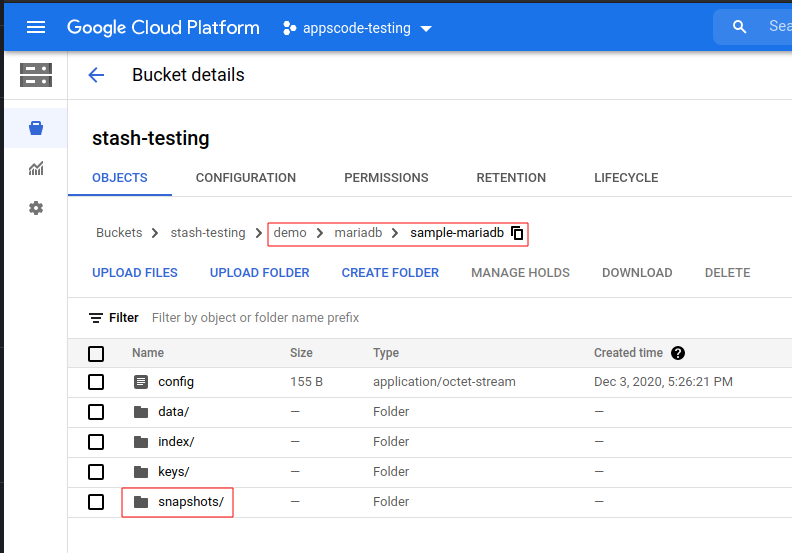 Google Cloud Platform appscode-testing Sea
Bucket details
stash-testing
OBJECTS CONFIGURATION PERMISSIONS RETENTION LIFECYCLE
Buckets > stash-testing > demo > mariadb > sample-mariadb
UPLOAD FILES UPLOAD FOLDER CREATE FOLDER MANAGE HOLDS DOWNLOAD DELETE
Filter Filter by object or folder name prefix
Name Size Type Created time ?
config 155 B application/octet-stream Dec 3, 2020, 5:26:21 PM
data/ — Folder —
index/ — Folder —
keys/ — Folder —
snapshots/ — Folder —